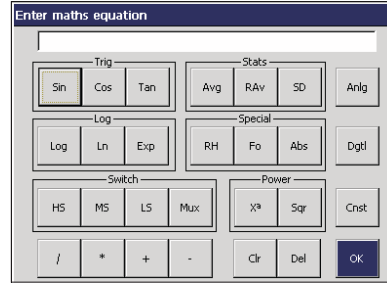 Enter maths equation
Trig Stats
Sin Cos Tan Avg RAv SD Anlg
Log Special
Log Ln Exp RH Fo Abs Dgtl
Switch Power
HS MS LS Mux Xª Sqr Cnst
/ * + - Clr Del OK